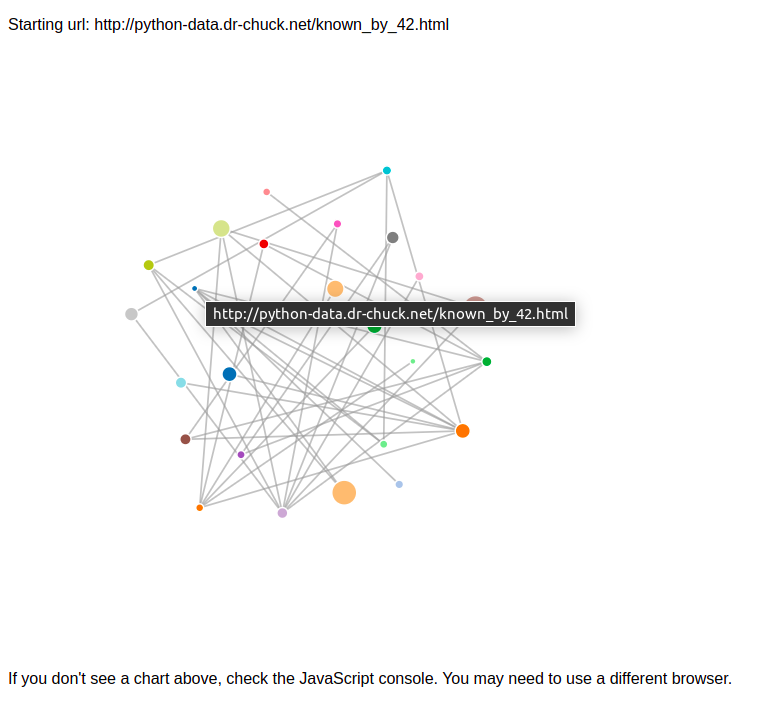 Starting url: http://python-data.dr-chuck.net/known_by_42.html
http://python-data.dr-chuck.net/known_by_42.html
If you don't see a chart above, check the JavaScript console. You may need to use a different browser.